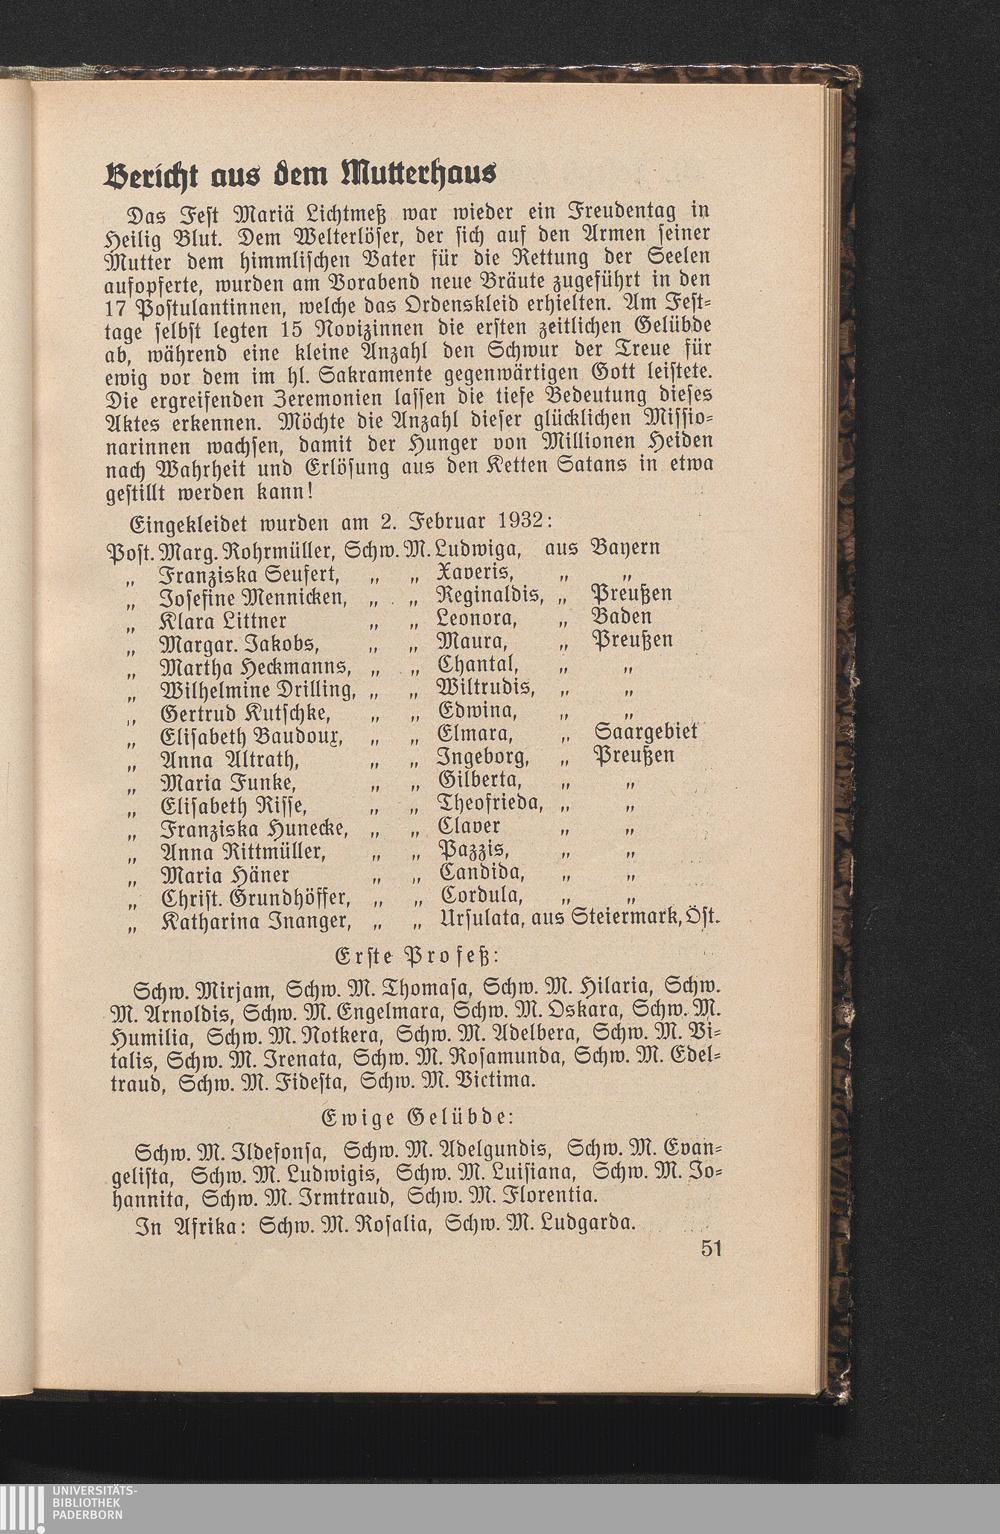 Bericht aus dem Mutterhaus
Das Fest Mariä Lichtmeß war wieder ein Freudentag in
Heilig Blut. Dem Welterlöser, der sich auf den Armen seiner
Mutter dem himmlischen Vater für die Rettung der Seelen
aufopferte, wurden am Vorabend neue Bräute zugeführt in den
17 Postulantinnen, welche das Ordenskleid erhielten. Am Fest-
tage selbst legten 15 Novizinnen die ersten zeitlichen Gelübde
ab, während eine kleine Anzahl den Schwur der Treue für
ewig vor dem im hl. Sakramente gegenwärtigen Gott leistete.
Die ergreifenden Zeremonien lassen die tiefe Bedeutung dieses
Aktes erkennen. Möchte die Anzahl dieser glücklichen Missio-
narinnen wachsen, damit der Hunger von Millionen Heiden
nach Wahrheit und Erlösung aus den Ketten Satans in etwa
gestillt werden kann!
Eingekleidet wurden am 2. Februar 1932:
Post. Marg. Rohrmüller, Schw. M. Ludwiga, aus Bayern
„ Franziska Seufert, „ „ Xaveris, „ „
„ Josefine Mennicken, „ „ Reginaldis, „ Preußen
„ Klara Littner „ „ Leonora, „ Baden
„ Margar. Jakobs, „ „ Maura, „ Preußen
„ Martha Heckmanns, „ „ Chantal, „ „
„ Wilhelmine Drilling, „ „ Wiltrudis, „ „
„ Gertrud Kutschke, „ „ Edwina, „ „
„ Elisabeth Baudoux, „ „ Elmara, „ Saargebiet
„ Anna Altrath, „ „ Ingeborg, „ Preußen
„ Maria Funke, „ „ Gilberta, „ „
„ Elisabeth Risse, „ „ Theofrieda, „ „
„ Franziska Hunecke, „ „ Claver „ „
„ Anna Rittmüller, „ „ Pazzis, „ „
„ Maria Häner „ „ Candida, „ „
„ Christ. Grundhöffer, „ „ Cordula, „ „
„ Katharina Inanger, „ „ Ursulata, aus Steiermark, Öst.
Erste Profeß:
Schw. Mirjam, Schw. M. Thomasa, Schw. M. Hilaria, Schw.
M. Arnoldis, Schw. M. Engelmara, Schw. M. Oskara, Schw. M.
Humilia, Schw. M. Notkera, Schw. M. Adelbera, Schw. M. Vi-
talis, Schw. M. Irenata, Schw. M. Rosamunda, Schw. M. Edel-
traud, Schw. M. Fidesta, Schw. M. Victima.
Ewige Gelübde:
Schw. M. Ildefonsa, Schw. M. Adelgundis, Schw. M. Evan-
gelista, Schw. M. Ludwigis, Schw. M. Luisiana, Schw. M. Jo-
hannita, Schw. M. Irmtraud, Schw. M. Florentia.
In Afrika: Schw. M. Rosalia, Schw. M. Ludgarda.
51
UNIVERSITÄTS-
BIBLIOTHEK
PADERBORN